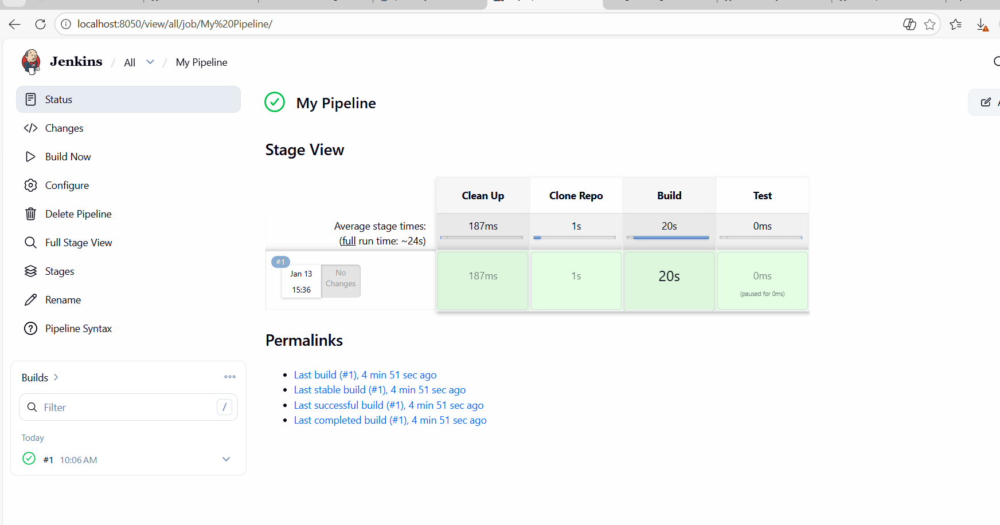 localhost:8050/view/all/job/My%20Pipeline/
Jenkins / All / My Pipeline
Status
Changes
Build Now
Configure
Delete Pipeline
Full Stage View
Stages
Rename
Pipeline Syntax
Builds
Filter /
Today
#1 10:06 AM
My Pipeline
Stage View
Clean Up Clone Repo Build Test
Average stage times: 187ms 1s 20s 0ms
(full run time: ~24s)
#1
Jan 13
15:36
No
Changes
187ms 1s 20s 0ms
(paused for 0ms)
Permalinks
Last build (#1), 4 min 51 sec ago
Last stable build (#1), 4 min 51 sec ago
Last successful build (#1), 4 min 51 sec ago
Last completed build (#1), 4 min 51 sec ago